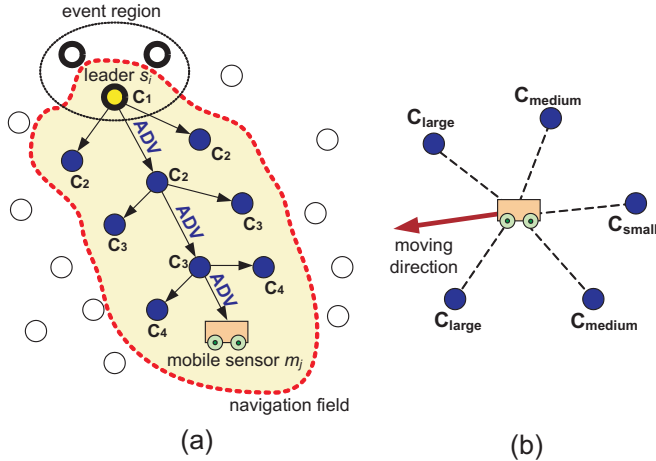 event region
leader si
C1
ADV
C2
C2
C2
ADV
C3
C3
C3
ADV
C4
C4
mobile sensor mj
navigation field
(a)
Cmedium
Clarge
Csmall
moving
direction
Clarge
Cmedium
(b)